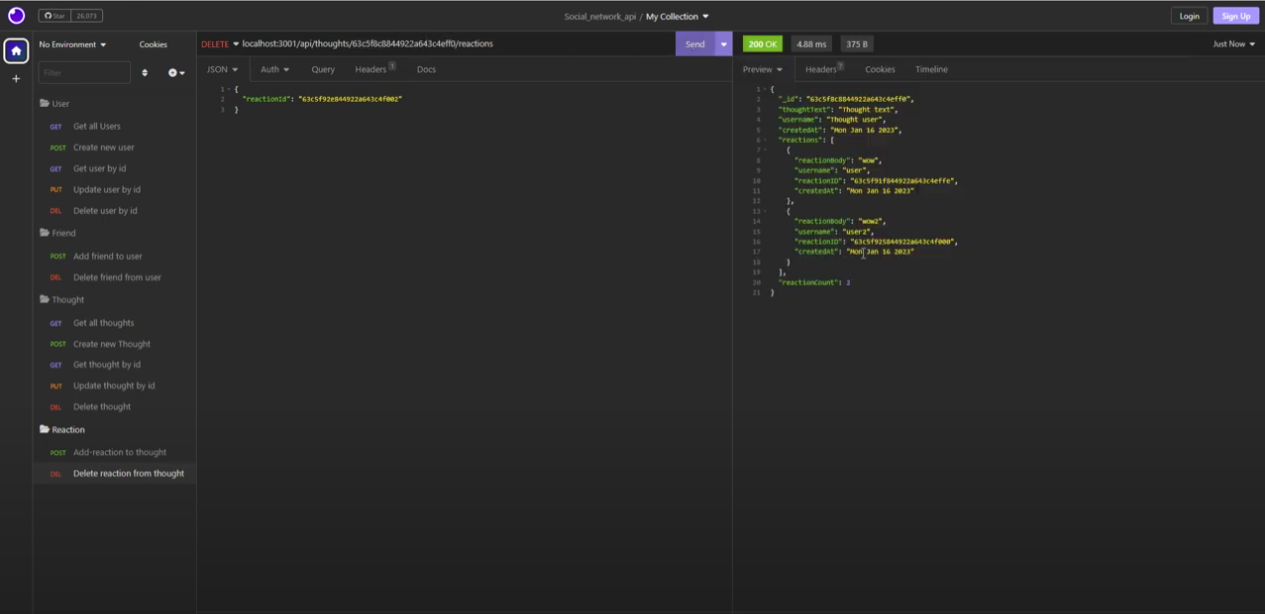 Star 26,073
Social_network_api / My Collection
Login
Sign Up
No Environment
Cookies
DELETE localhost:3001/api/thoughts/63c5f8c8844922a643c4eff0/reactions
Send
200 OK
4.88 ms
375 B
Just Now
Filter
JSON
Auth
Query
Headers 1
Docs
Preview
Headers 7
Cookies
Timeline
User
GET Get all Users
POST Create new user
GET Get user by id
PUT Update user by id
DEL Delete user by id
Friend
POST Add friend to user
DEL Delete friend from user
Thought
GET Get all thoughts
POST Create new Thought
GET Get thought by id
PUT Update thought by id
DEL Delete thought
Reaction
POST Add-reaction to thought
DEL Delete reaction from thought
1 {
2 "reactionId": "63c5f92e844922a643c4f002"
3 }
1 {
2 "_id": "63c5f8c8844922a643c4eff0",
3 "thoughtText": "Thought text",
4 "username": "Thought user",
5 "createdAt": "Mon Jan 16 2023",
6 "reactions": [
7 {
8 "reactionBody": "wow",
9 "username": "user",
10 "reactionID": "63c5f91f844922a643c4effe",
11 "createdAt": "Mon Jan 16 2023"
12 },
13 {
14 "reactionBody": "wow2",
15 "username": "user2",
16 "reactionID": "63c5f925844922a643c4f000",
17 "createdAt": "Mon Jan 16 2023"
18 }
19 ],
20 "reactionCount": 2
21 }